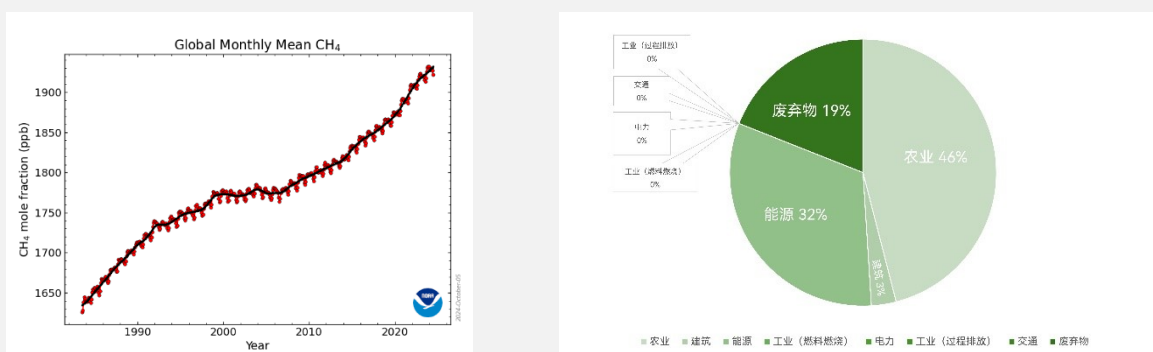 Global Monthly Mean CH₄
CH₄ mole fraction (ppb)
1900
1850
1800
1750
1700
1650
1990
2000
2010
2020
Year
NOAA
2024-October-05
工业（过程排放）
0%
交通
0%
电力
0%
工业（燃料燃烧）
0%
废弃物 19%
农业 46%
能源 32%
建筑 3%
农业 建筑 能源 工业（燃料燃烧） 电力 工业（过程排放） 交通 废弃物